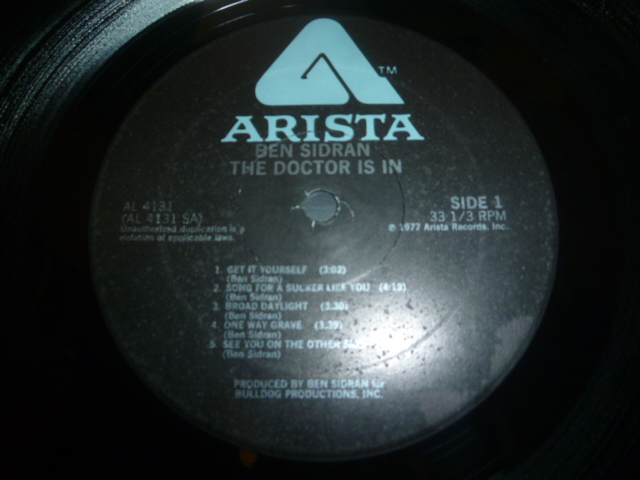 TM
ARISTA
BEN SIDRAN
THE DOCTOR IS IN
AL 4131
(AL 4131 SA)
Unauthorized duplication is a
violation of applicable laws.
SIDE 1
33 1/3 RPM
℗ 1977 Arista Records, Inc.
1. GET IT YOURSELF (3:02)
(Ben Sidran)
2. SONG FOR A SUCKER LIKE YOU (4:19)
(Ben Sidran)
3. BROAD DAYLIGHT (3:30)
(Ben Sidran)
4. ONE WAY GRAVE (3:39)
(Ben Sidran)
5. SEE YOU ON THE OTHER
(Ben Sidran)
PRODUCED BY BEN SIDRAN for
BULLDOG PRODUCTIONS, INC.